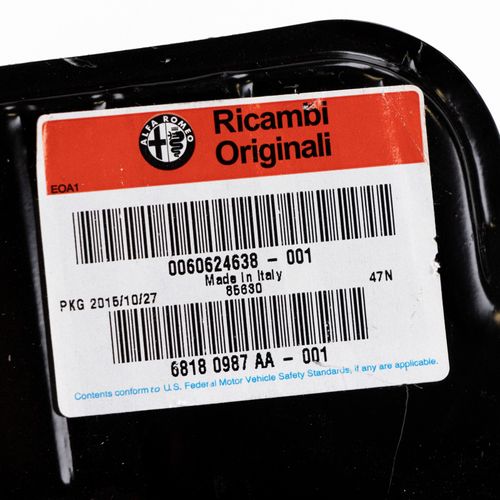 ALFA ROMEO
Ricambi
Originali
EOA1
0060624638 - 001
Made in Italy
85630
47N
PKG 2015/10/27
6818 0987 AA - 001
Contents conform to U.S. Federal Motor Vehicle Safety Standards, if any are applicable.